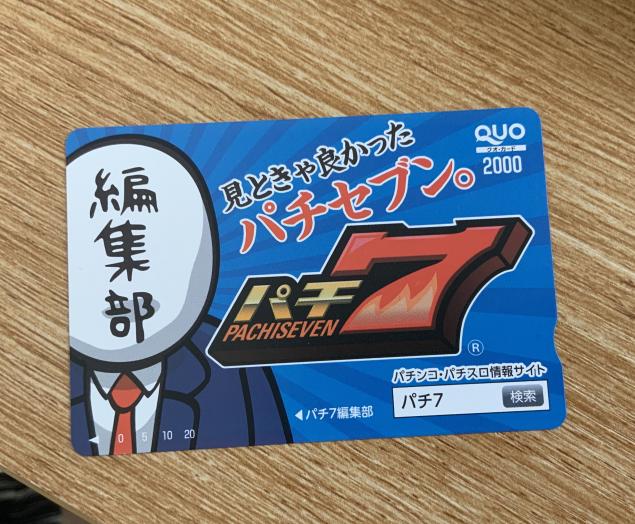 編集部
見ときゃ良かった
パチセブン。
QUO
クオ・カード
2000
パチ7
PACHISEVEN
®
パチンコ・パチスロ情報サイト
パチ7 検索
◀パチ7編集部
◀ 0 5 10 20